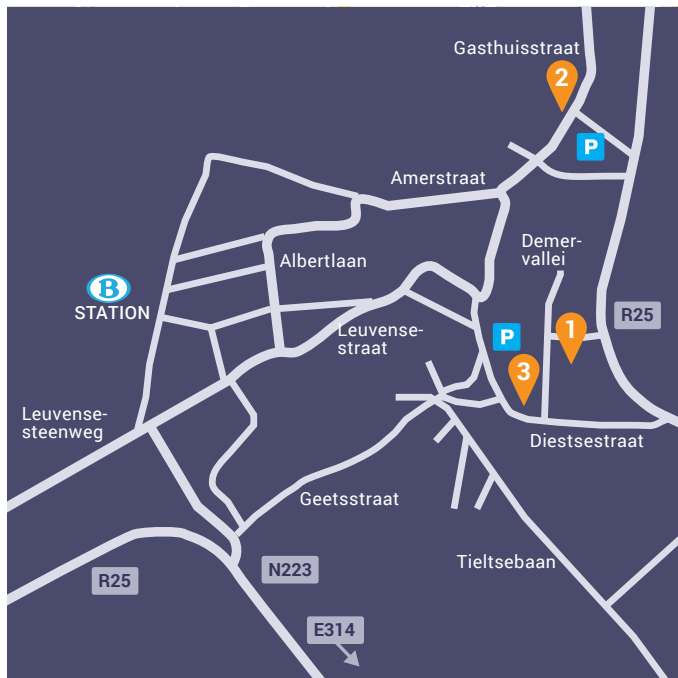 Gasthuisstraat
2
P
Amerstraat
Demer-
vallei
Albertlaan
B
STATION
R25
1
P
Leuvense-
straat
3
Leuvense-
steenweg
Diestsestraat
Geetsstraat
Tieltsebaan
N223
R25
E314